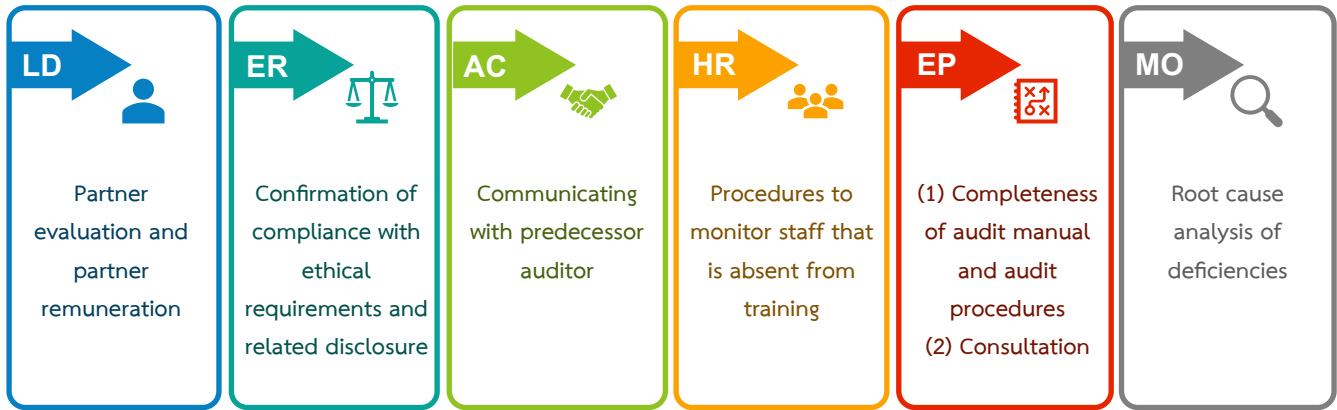 LD
Partner
evaluation and
partner
remuneration
ER
Confirmation of
compliance with
ethical
requirements and
related disclosure
AC
Communicating
with predecessor
auditor
HR
Procedures to
monitor staff that
is absent from
training
EP
(1) Completeness
of audit manual
and audit
procedures
(2) Consultation
MO
Root cause
analysis of
deficiencies